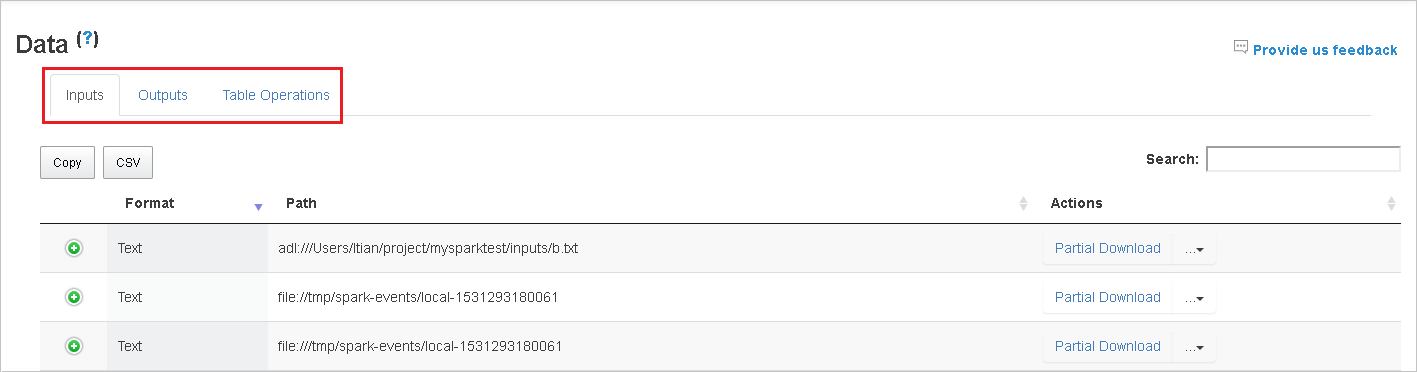 Data (?)
Provide us feedback
Inputs Outputs Table Operations
Copy CSV Search:
Format Path Actions
Text adl:///Users/ltian/project/mysparktest/inputs/b.txt Partial Download ...
Text file://tmp/spark-events/local-1531293180061 Partial Download ...
Text file:///tmp/spark-events/local-1531293180061 Partial Download ...